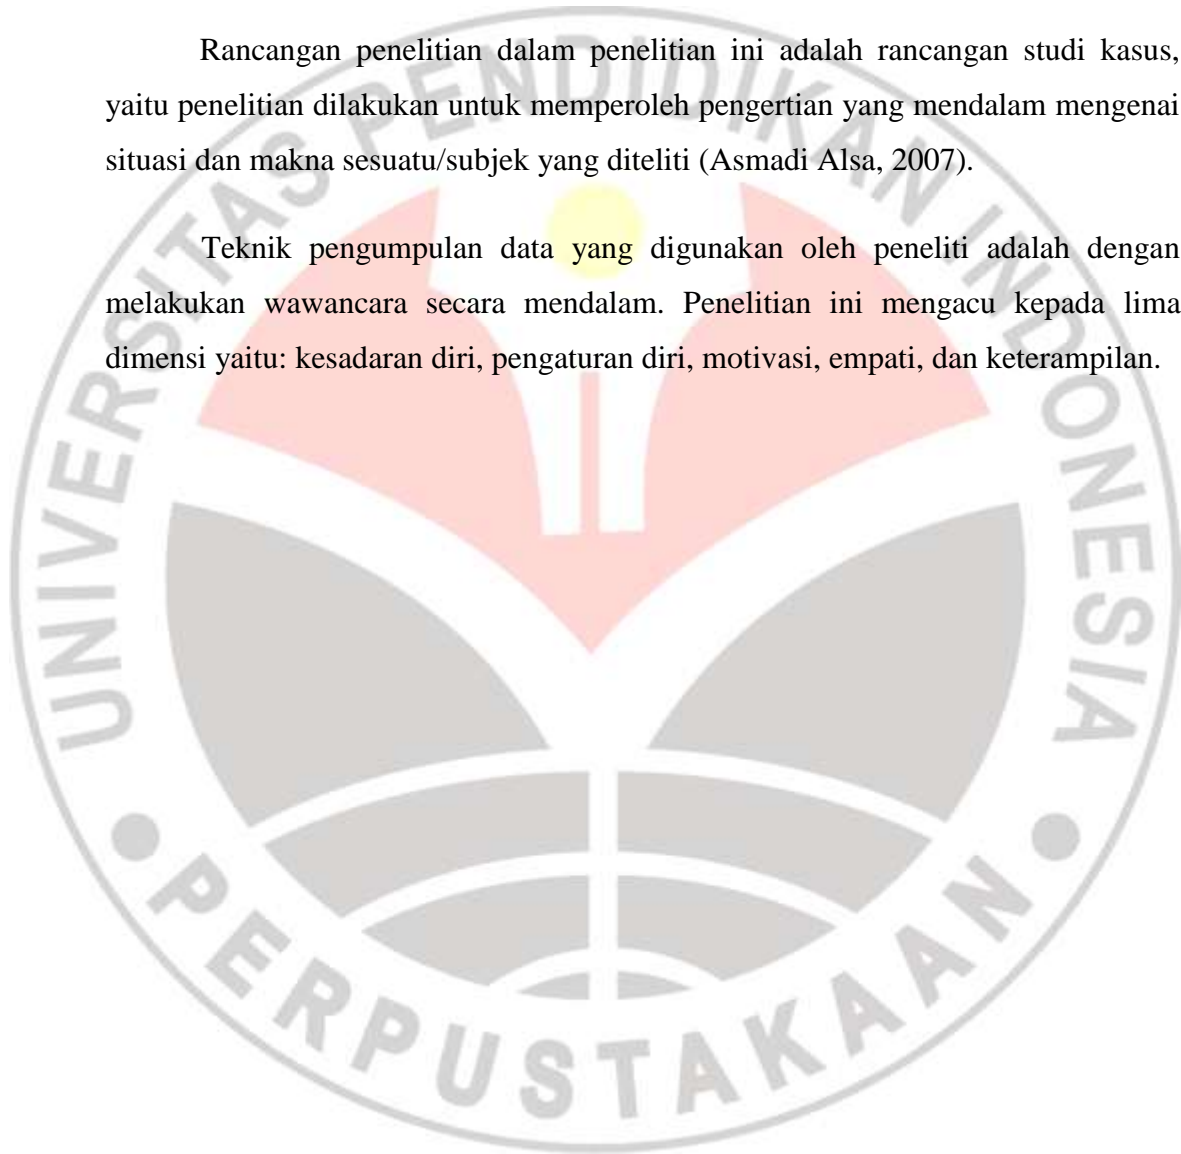 Rancangan penelitian dalam penelitian ini adalah rancangan studi kasus,
yaitu penelitian dilakukan untuk memperoleh pengertian yang mendalam mengenai
situasi dan makna sesuatu/subjek yang diteliti (Asmadi Alsa, 2007).
Teknik pengumpulan data yang digunakan oleh peneliti adalah dengan
melakukan wawancara secara mendalam. Penelitian ini mengacu kepada lima
dimensi yaitu: kesadaran diri, pengaturan diri, motivasi, empati, dan keterampilan.
UNIVERSITAS PENDIDIKAN INDONESIA
PERPUSTAKAAN